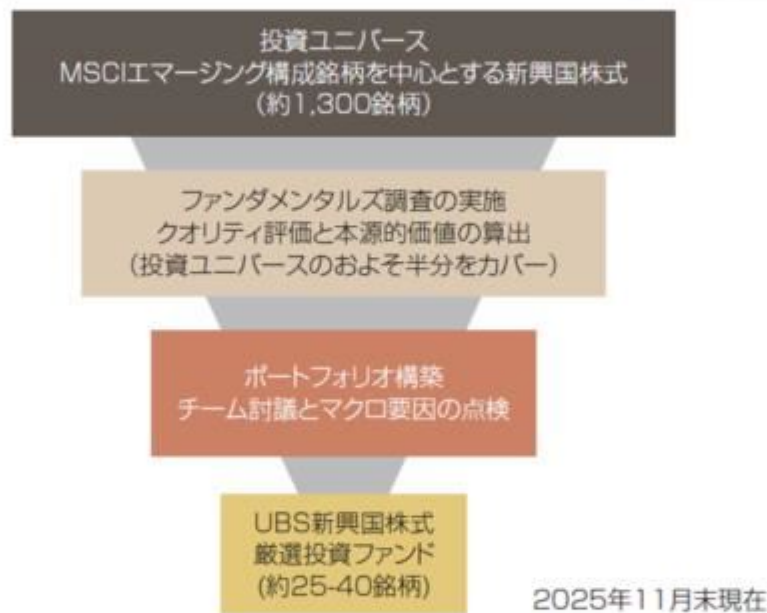 投資ユニバース
MSCIエマージング構成銘柄を中心とする新興国株式
(約1,300銘柄)
ファンダメンタルズ調査の実施
クオリティ評価と本源的価値の算出
(投資ユニバースのおよそ半分をカバー)
ポートフォリオ構築
チーム討議とマクロ要因の点検
UBS新興国株式
厳選投資ファンド
(約25-40銘柄)
2025年11月末現在